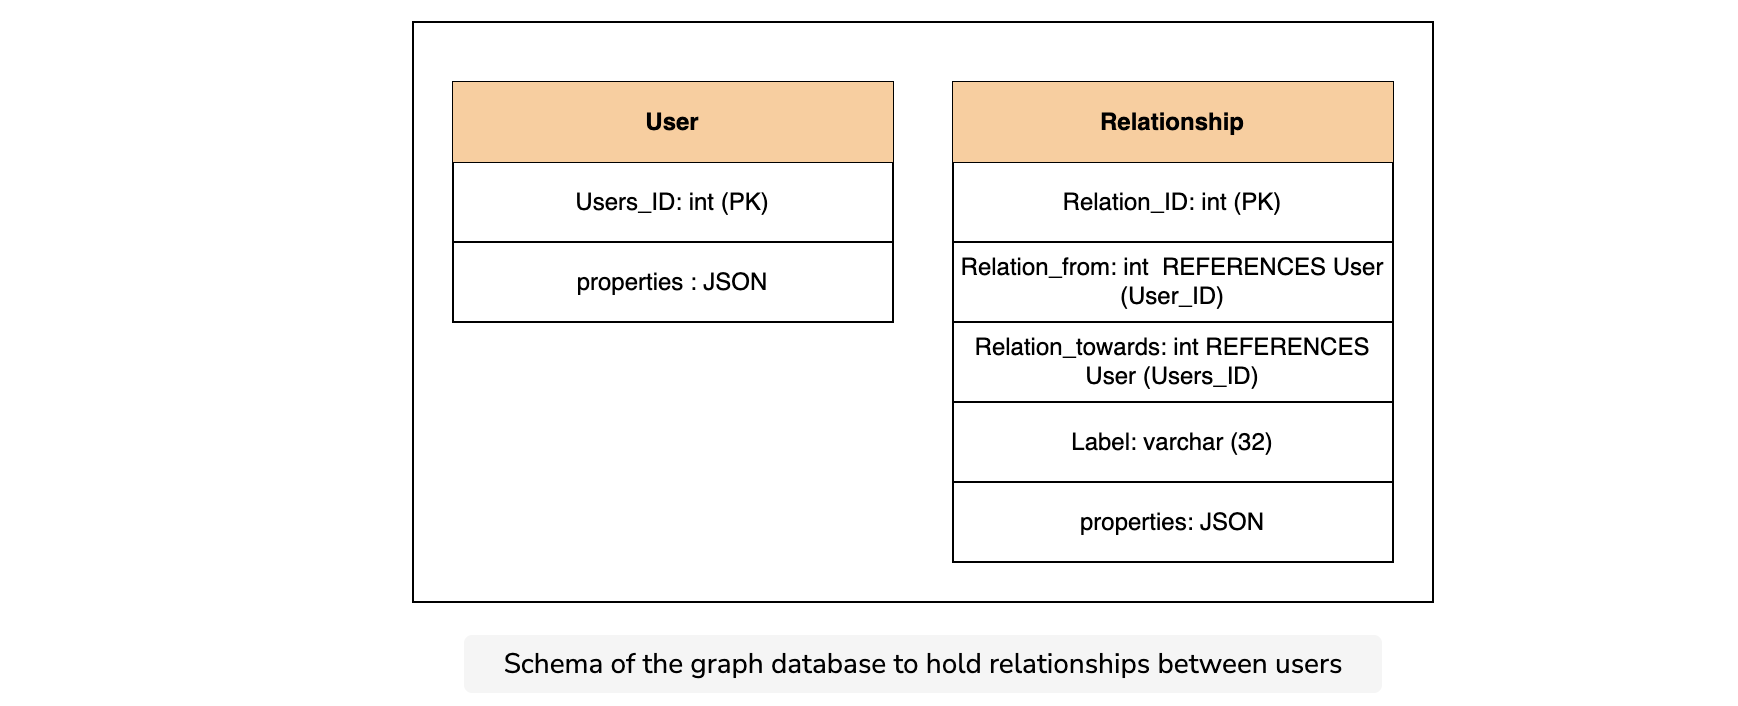 User
Users_ID: int (PK)
properties : JSON
Relationship
Relation_ID: int (PK)
Relation_from: int  REFERENCES User
(User_ID)
Relation_towards: int REFERENCES
User (Users_ID)
Label: varchar (32)
properties: JSON
Schema of the graph database to hold relationships between users